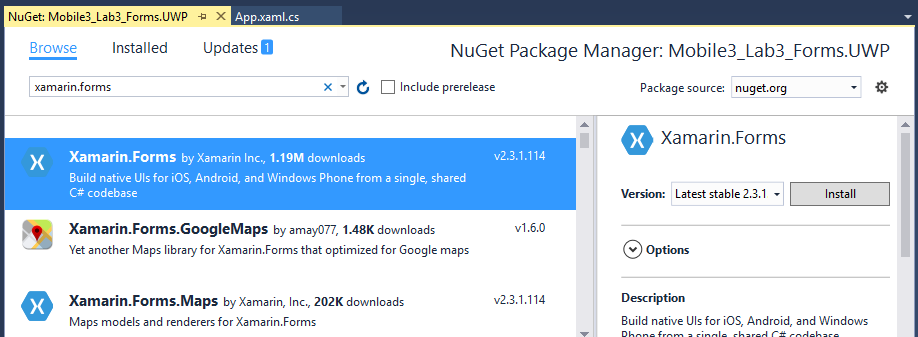 NuGet: Mobile3_Lab3_Forms.UWP App.xaml.cs
Browse Installed Updates 1 NuGet Package Manager: Mobile3_Lab3_Forms.UWP
xamarin.forms Include prerelease Package source: nuget.org
Xamarin.Forms by Xamarin Inc., 1.19M downloads v2.3.1.114
Build native UIs for iOS, Android, and Windows Phone from a single, shared
C# codebase
Xamarin.Forms.GoogleMaps by amay077, 1.48K downloads v1.6.0
Yet another Maps library for Xamarin.Forms that optimized for Google maps
Xamarin.Forms.Maps by Xamarin, Inc., 202K downloads v2.3.1.114
Maps models and renderers for Xamarin.Forms
Xamarin.Forms
Version: Latest stable 2.3.1 Install
Options
Description
Build native UIs for iOS, Android, and Windows
Phone from a single, shared C# codebase